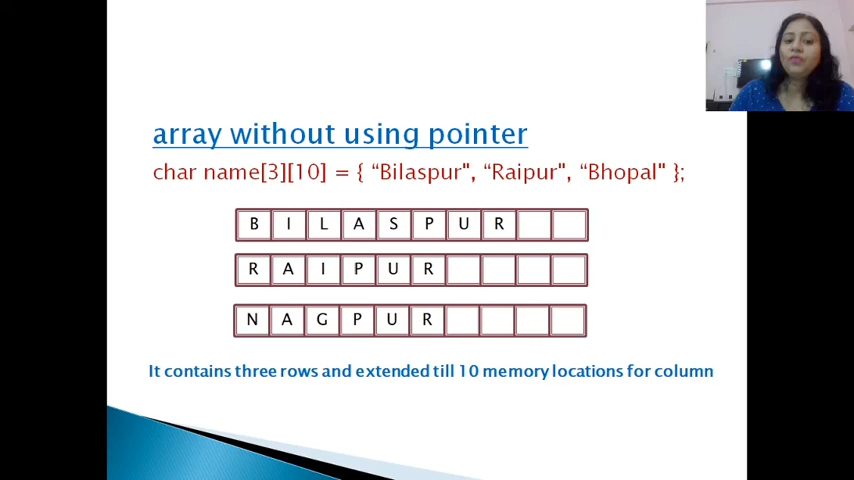 array without using pointer
char name[3][10] = { “Bilaspur", “Raipur", “Bhopal" };
B I L A S P U R
R A I P U R
N A G P U R
It contains three rows and extended till 10 memory locations for column